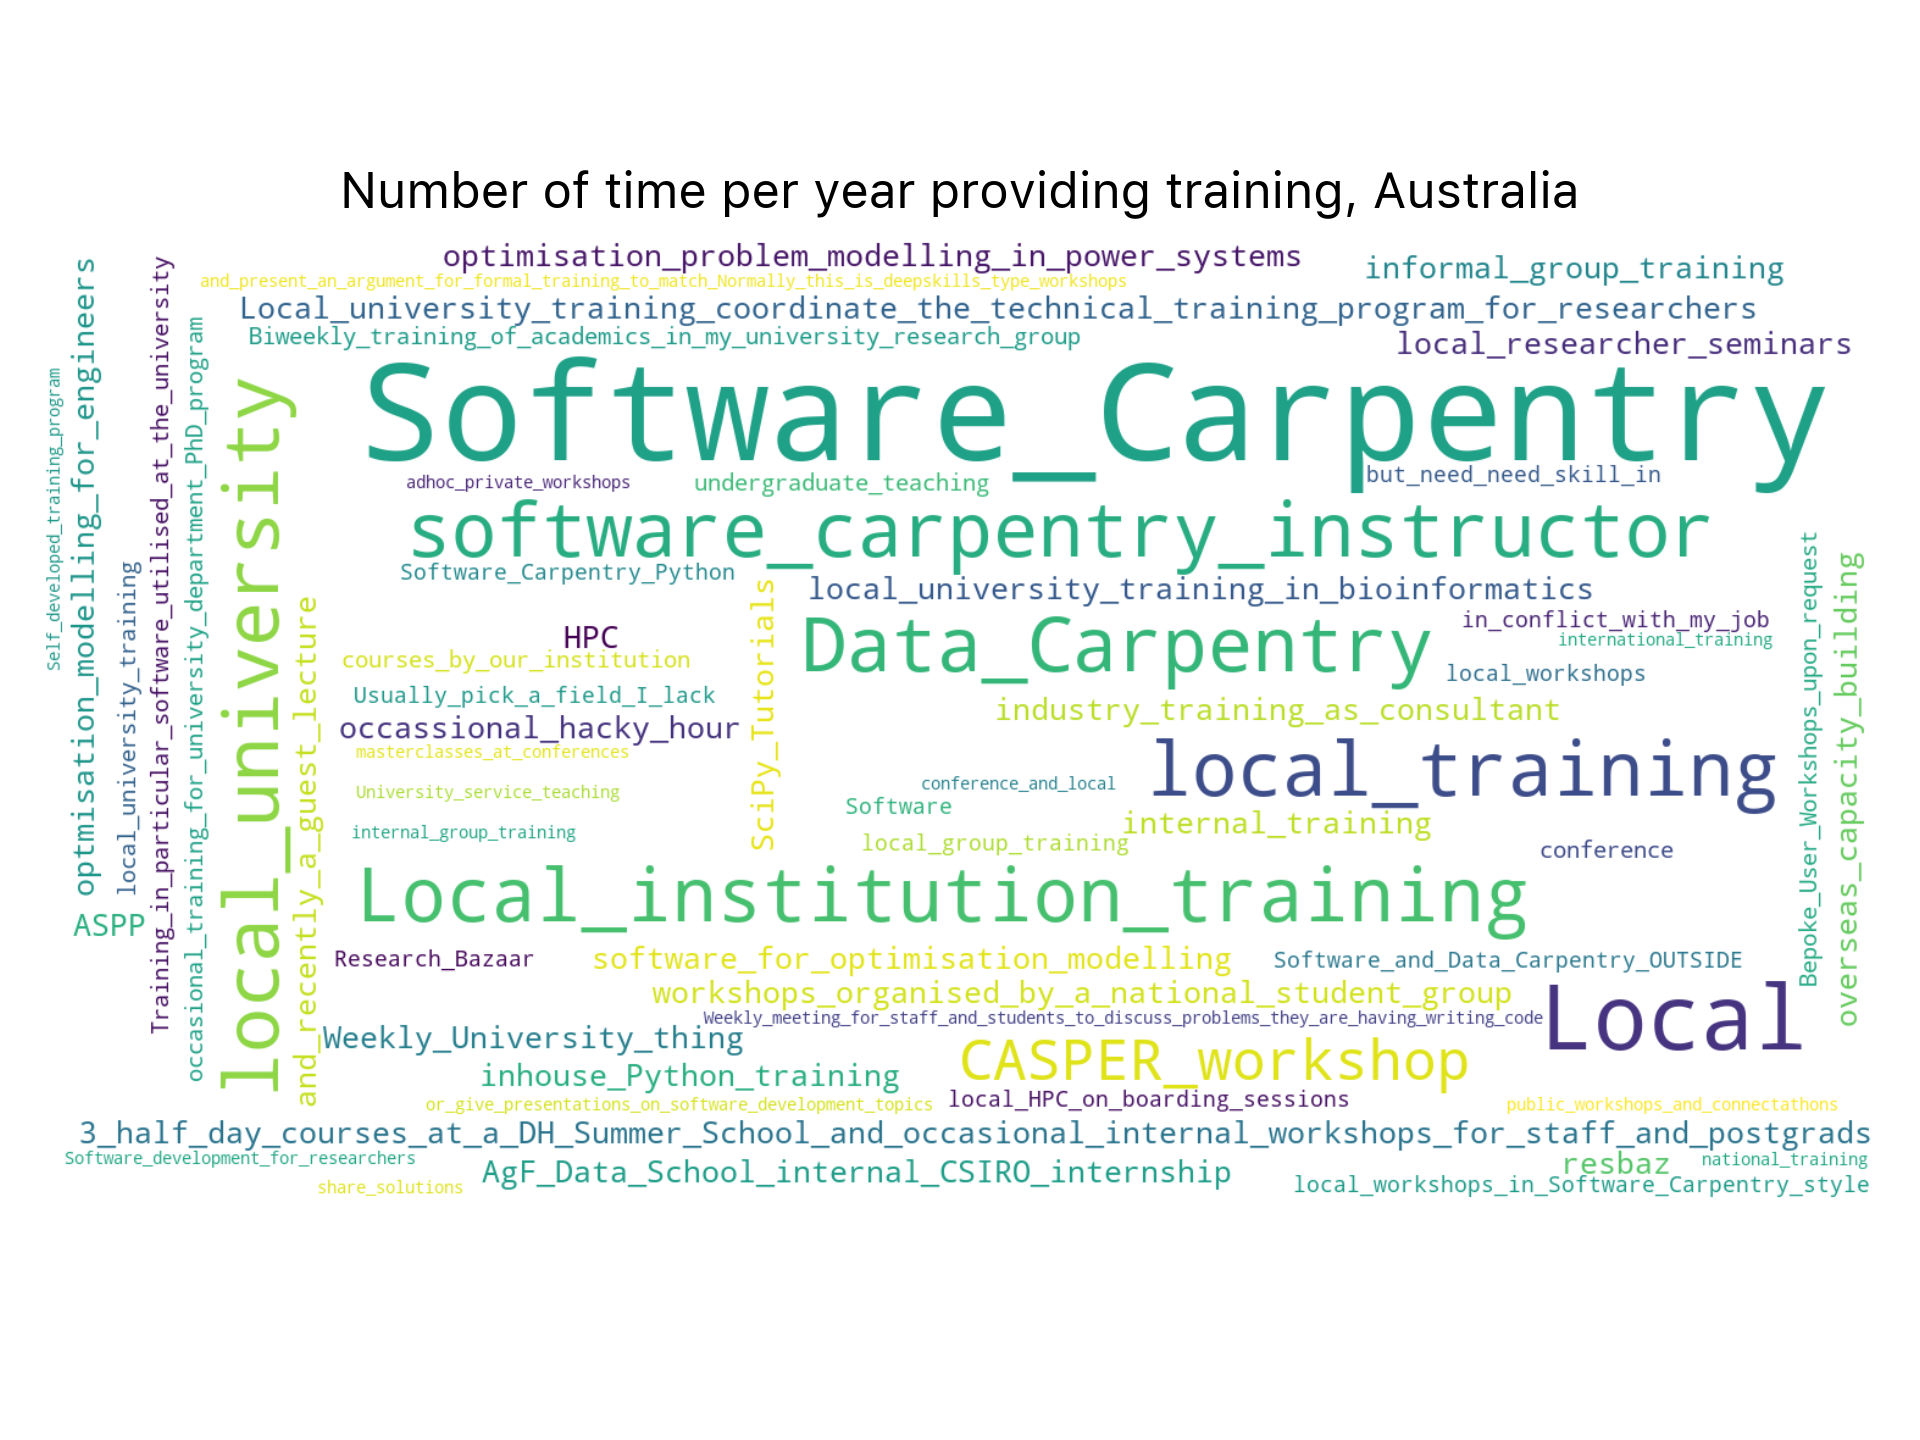 Number of time per year providing training, Australia
optimisation_problem_modelling_in_power_systems
informal_group_training
and_present_an_argument_for_formal_training_to_match_Normally_this_is_deepskills_type_workshops
Local_university_training_coordinate_the_technical_training_program_for_researchers
Biweekly_training_of_academics_in_my_university_research_group
local_researcher_seminars
Software_Carpentry
adhoc_private_workshops
undergraduate_teaching
but_need_need_skill_in
software_carpentry_instructor
Software_Carpentry_Python
local_university_training_in_bioinformatics
Self_developed_training_program
optmisation_modelling_for_engineers
local_university_training
Training_in_particular_software_utilised_at_the_university
occasional_training_for_university_department_PhD_program
local_university
and_recently_a_guest_lecture
HPC
courses_by_our_institution
Usually_pick_a_field_I_lack
occassional_hacky_hour
masterclasses_at_conferences
University_service_teaching
internal_group_training
SciPy_Tutorials
Data_Carpentry
in_conflict_with_my_job
international_training
local_workshops
industry_training_as_consultant
local_training
conference_and_local
Software
internal_training
local_group_training
conference
Bepoke_User_Workshops_upon_request
overseas_capacity_building
Local_institution_training
ASPP
Research_Bazaar
software_for_optimisation_modelling
Software_and_Data_Carpentry_OUTSIDE
workshops_organised_by_a_national_student_group
Weekly_meeting_for_staff_and_students_to_discuss_problems_they_are_having_writing_code
Local
Weekly_University_thing
CASPER_workshop
inhouse_Python_training
or_give_presentations_on_software_development_topics
local_HPC_on_boarding_sessions
public_workshops_and_connectathons
3_half_day_courses_at_a_DH_Summer_School_and_occasional_internal_workshops_for_staff_and_postgrads
Software_development_for_researchers
AgF_Data_School_internal_CSIRO_internship
resbaz
national_training
share_solutions
local_workshops_in_Software_Carpentry_style